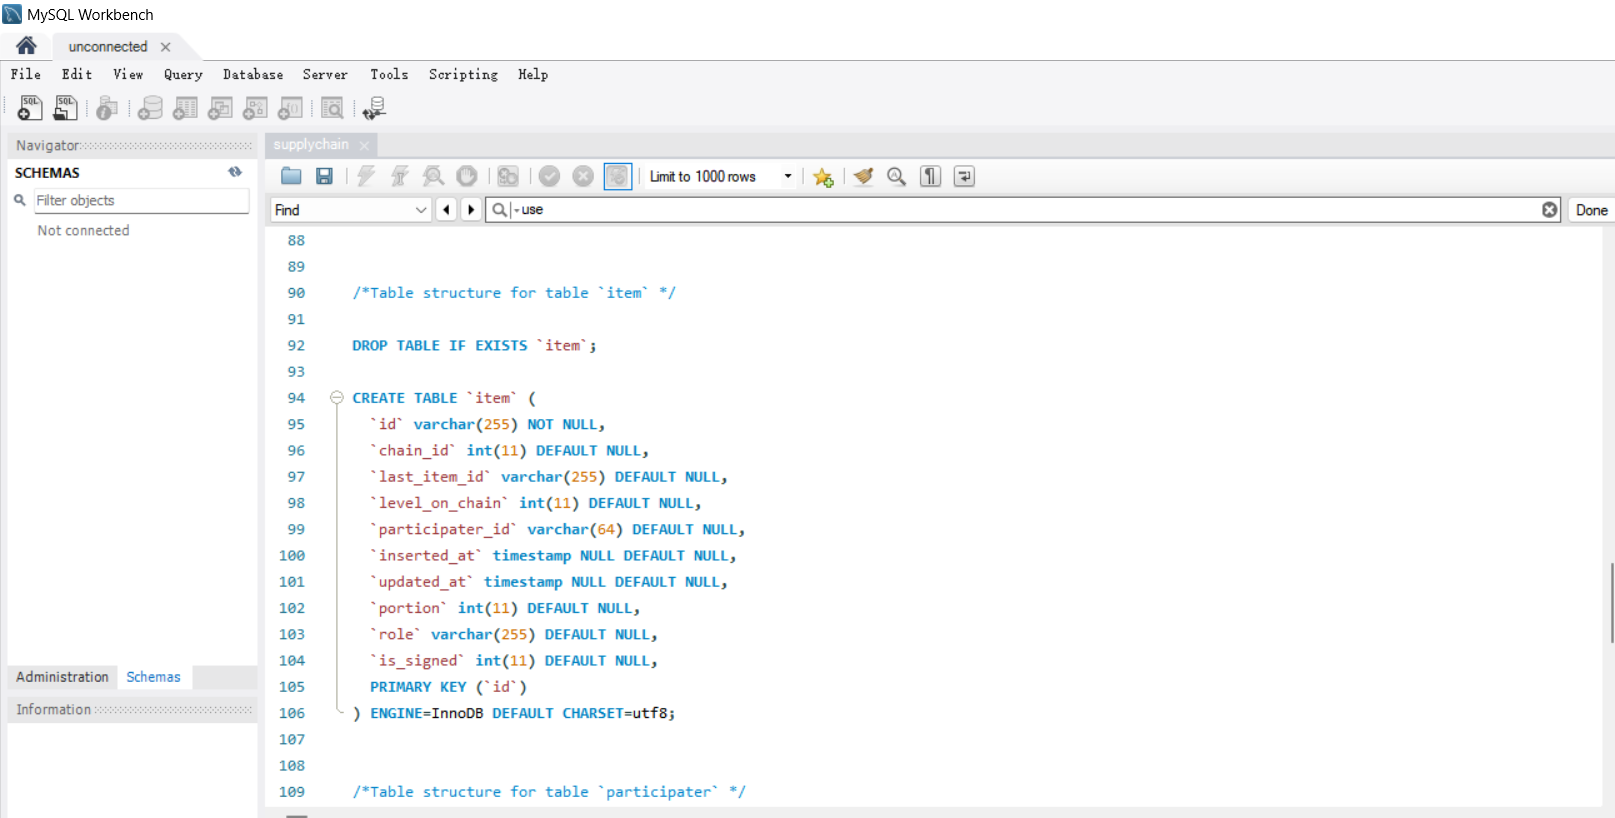 MySQL Workbench
unconnected
File Edit View Query Database Server Tools Scripting Help
SQL SQL
Navigator
supplychain
SCHEMAS
Limit to 1000 rows
Filter objects
Find use Done
Not connected
88
89
90 /*Table structure for table `item` */
91
92 DROP TABLE IF EXISTS `item`;
93
94 CREATE TABLE `item` (
95 `id` varchar(255) NOT NULL,
96 `chain_id` int(11) DEFAULT NULL,
97 `last_item_id` varchar(255) DEFAULT NULL,
98 `level_on_chain` int(11) DEFAULT NULL,
99 `participater_id` varchar(64) DEFAULT NULL,
100 `inserted_at` timestamp NULL DEFAULT NULL,
101 `updated_at` timestamp NULL DEFAULT NULL,
102 `portion` int(11) DEFAULT NULL,
103 `role` varchar(255) DEFAULT NULL,
104 `is_signed` int(11) DEFAULT NULL,
105 PRIMARY KEY (`id`)
106 ) ENGINE=InnoDB DEFAULT CHARSET=utf8;
107
108
109 /*Table structure for table `participater` */
Administration Schemas
Information